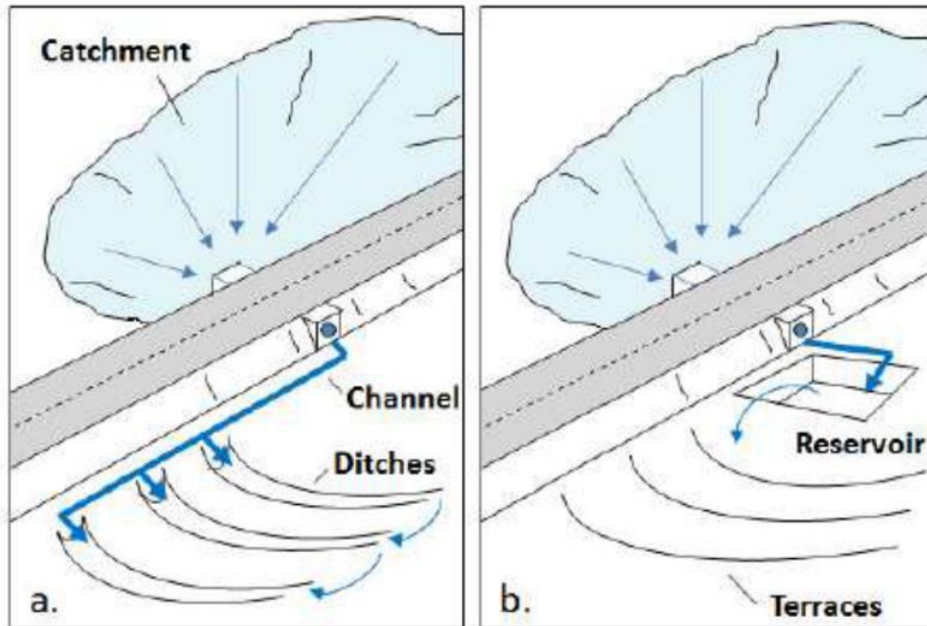 Catchment
Channel
Ditches
a.
Reservoir
Terraces
b.